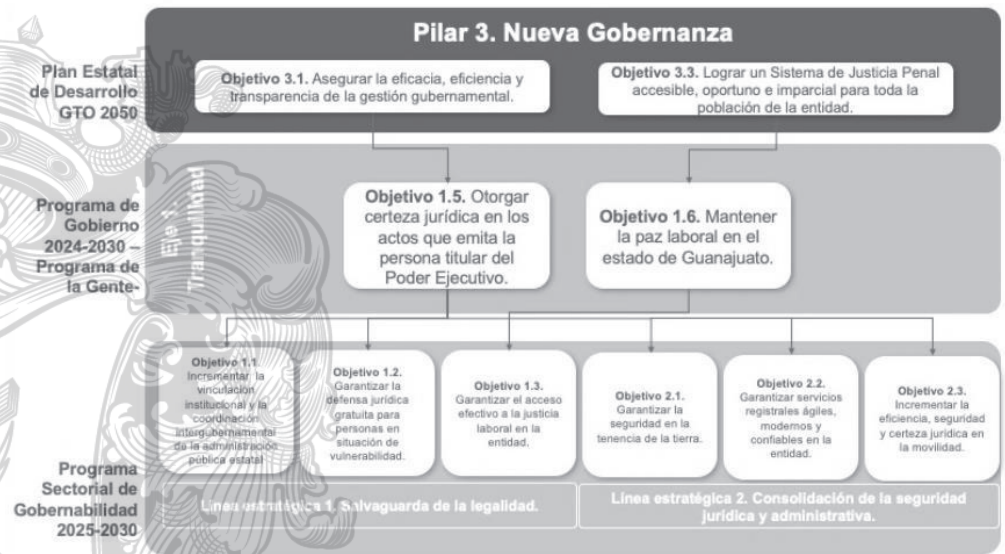 Pilar 3. Nueva Gobernanza
Plan Estatal
de Desarrollo
GTO 2050
Objetivo 3.1. Asegurar la eficacia, eficiencia y
transparencia de la gestión gubernamental.
Objetivo 3.3. Lograr un Sistema de Justicia Penal
accesible, oportuno e imparcial para toda la
población de la entidad.
Programa de
Gobierno
2024-2030 –
Programa de
la Gente-
Eje 1.
Tranquilidad
Objetivo 1.5. Otorgar
certeza jurídica en los
actos que emita la
persona titular del
Poder Ejecutivo.
Objetivo 1.6. Mantener
la paz laboral en el
estado de Guanajuato.
Programa
Sectorial de
Gobernabilidad
2025-2030
Objetivo 1.1.
Incrementar la
vinculación
institucional y la
coordinación
intergubernamental
de la administración
pública estatal
Objetivo 1.2.
Garantizar la
defensa jurídica
gratuita para
personas en
situación de
vulnerabilidad.
Objetivo 1.3.
Garantizar el acceso
efectivo a la justicia
laboral en la
entidad.
Objetivo 2.1.
Garantizar la
seguridad en la
tenencia de la tierra.
Objetivo 2.2.
Garantizar servicios
registrales ágiles,
modernos y
confiables en la
entidad.
Objetivo 2.3.
Incrementar la
eficiencia, seguridad
y certeza jurídica en
la movilidad.
Línea estratégica 1. Salvaguarda de la legalidad.
Línea estratégica 2. Consolidación de la seguridad
jurídica y administrativa.